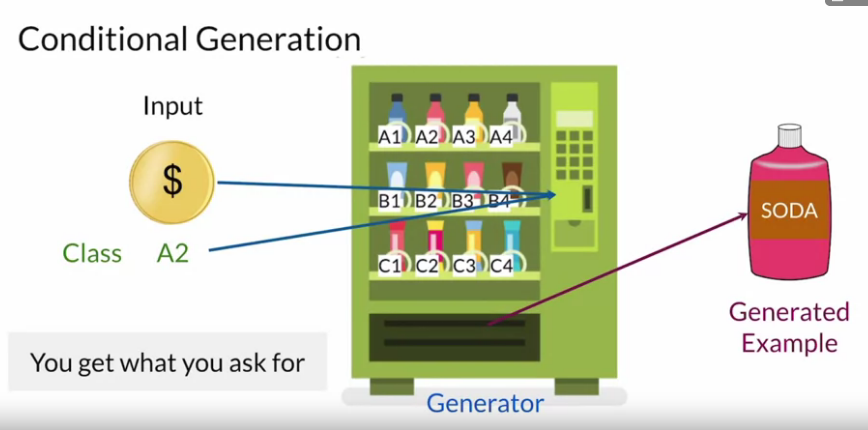 Conditional Generation
Input
$
Class A2
A1 A2 A3 A4
B1 B2 B3 B4
C1 C2 C3 C4
SODA
Generated
Example
You get what you ask for
Generator